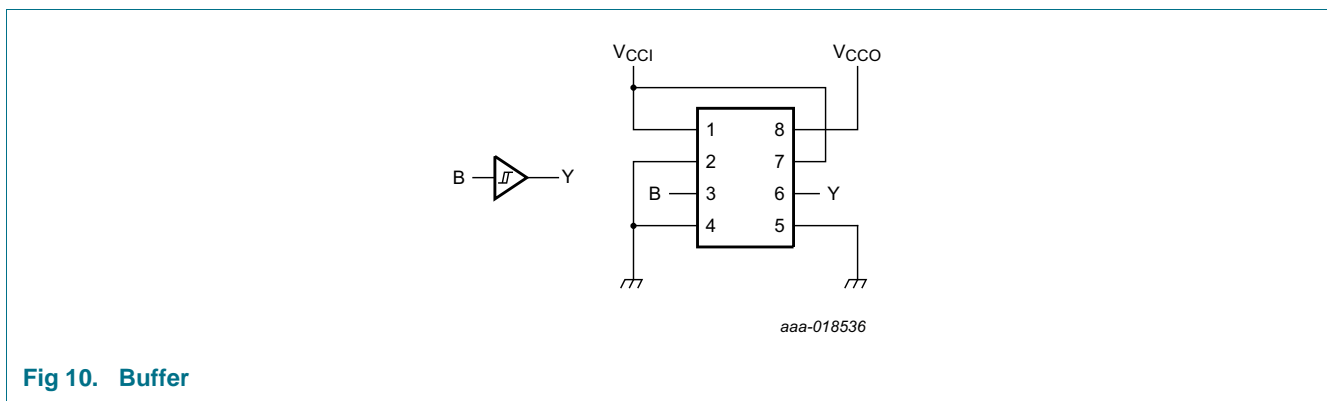 VCCI VCCO
1 8
B Y 2 7
B 3 6 Y
4 5
aaa-018536
Fig 10. Buffer